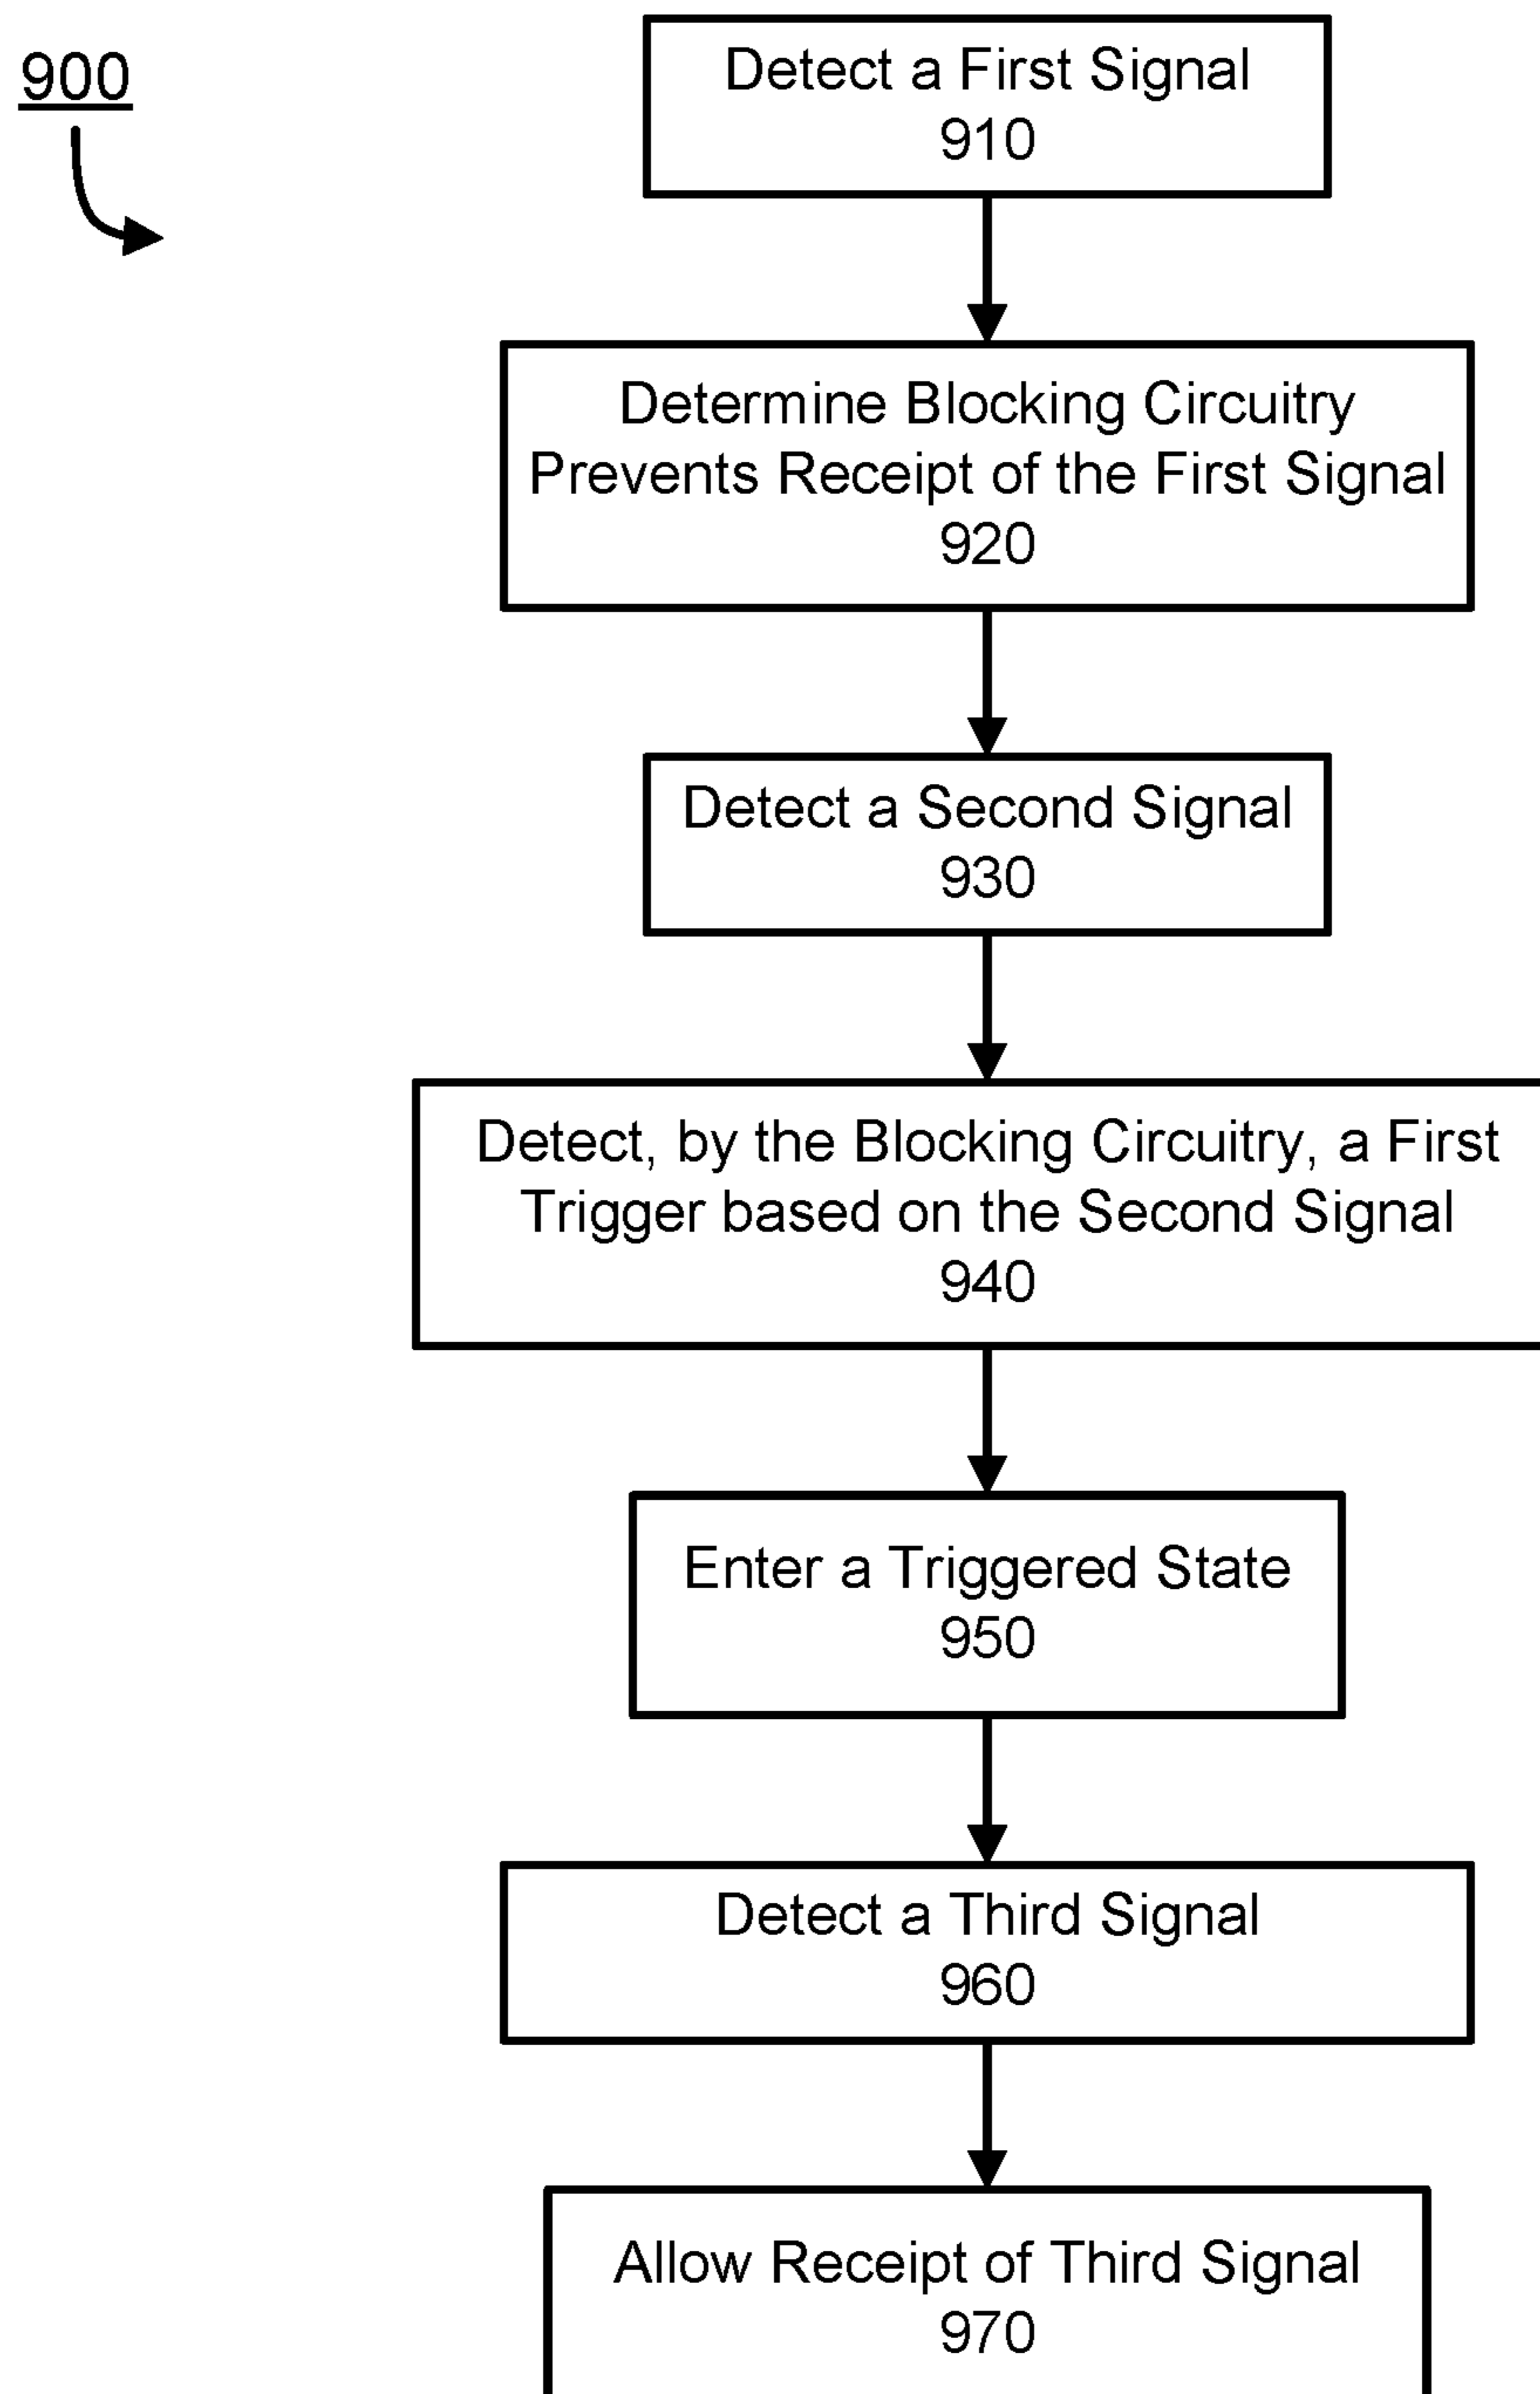 900
Detect a First Signal
910
Determine Blocking Circuitry
Prevents Receipt of the First Signal
920
Detect a Second Signal
930
Detect, by the Blocking Circuitry, a First
Trigger based on the Second Signal
940
Enter a Triggered State
950
Detect a Third Signal
960
Allow Receipt of Third Signal
970